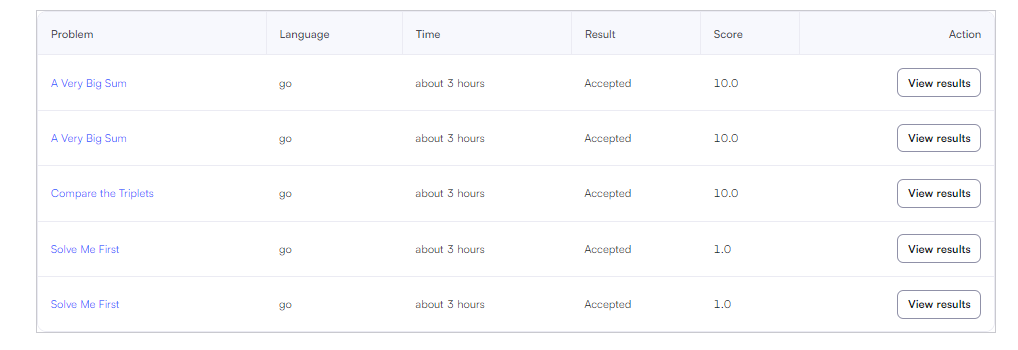 Problem Language Time Result Score Action
A Very Big Sum go about 3 hours Accepted 10.0 View results
A Very Big Sum go about 3 hours Accepted 10.0 View results
Compare the Triplets go about 3 hours Accepted 10.0 View results
Solve Me First go about 3 hours Accepted 1.0 View results
Solve Me First go about 3 hours Accepted 1.0 View results